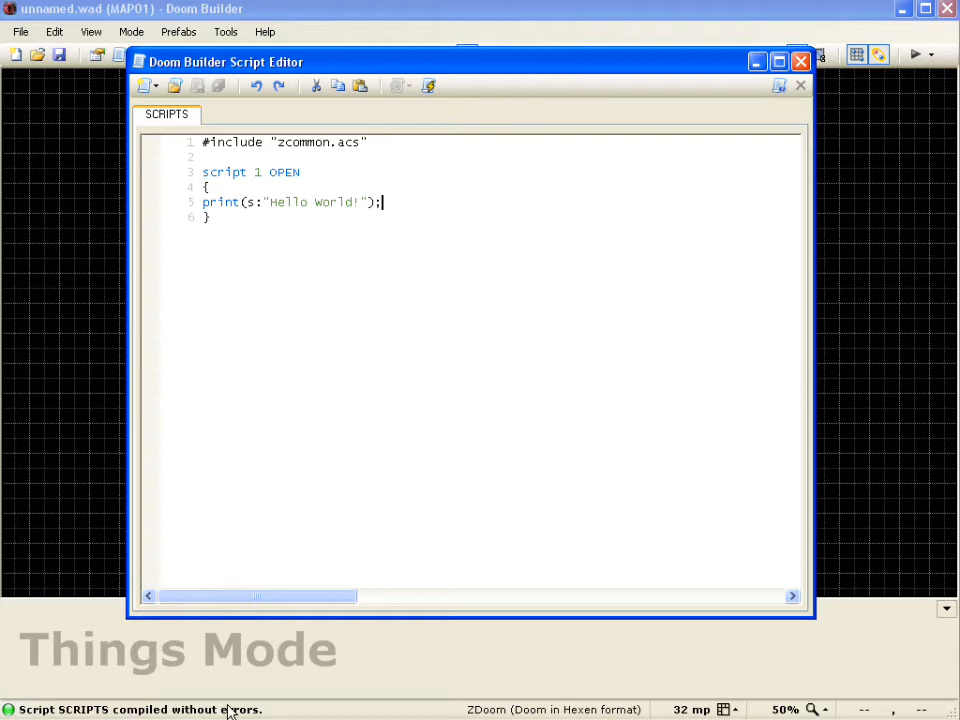 unnamed.wad (MAP01) - Doom Builder
File Edit View Mode Prefabs Tools Help
Doom Builder Script Editor
SCRIPTS
1 #include "zcommon.acs"
2
3 script 1 OPEN
4 {
5 print(s:"Hello World!");
6 }
Things Mode
Script SCRIPTS compiled without errors. ZDoom (Doom in Hexen format) 32 mp 50% -- , --